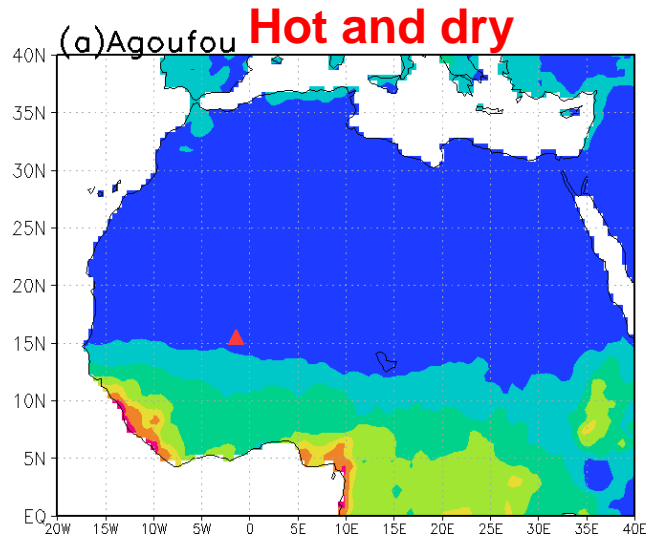 (a)Agoufou Hot and dry
40N
35N
30N
25N
20N
15N
10N
5N
EQ
20W 15W 10W 5W 0 5E 10E 15E 20E 25E 30E 35E 40E